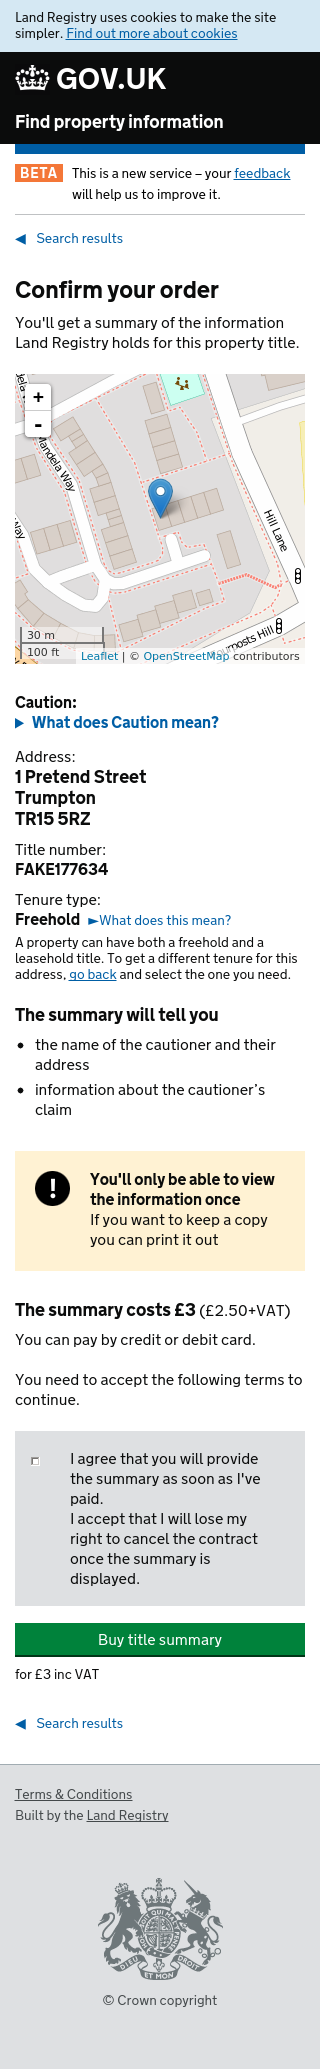 Land Registry uses cookies to make the site
simpler. Find out more about cookies
GOV.UK
Find property information
BETA This is a new service – your feedback
will help us to improve it.
◀ Search results
Confirm your order
You'll get a summary of the information
Land Registry holds for this property title.
+
-
Mandela Way
Way
Hill Lane
30 m
100 ft
Leaflet | © OpenStreetMap contributors
Caution:
▶ What does Caution mean?
Address:
1 Pretend Street
Trumpton
TR15 5RZ
Title number:
FAKE177634
Tenure type:
Freehold ►What does this mean?
A property can have both a freehold and a
leasehold title. To get a different tenure for this
address, go back and select the one you need.
The summary will tell you
• the name of the cautioner and their
address
• information about the cautioner’s
claim
! You'll only be able to view
the information once
If you want to keep a copy
you can print it out
The summary costs £3 (£2.50+VAT)
You can pay by credit or debit card.
You need to accept the following terms to
continue.
I agree that you will provide
the summary as soon as I've
paid.
I accept that I will lose my
right to cancel the contract
once the summary is
displayed.
Buy title summary
for £3 inc VAT
◀ Search results
Terms & Conditions
Built by the Land Registry
DIEU ET MON
© Crown copyright